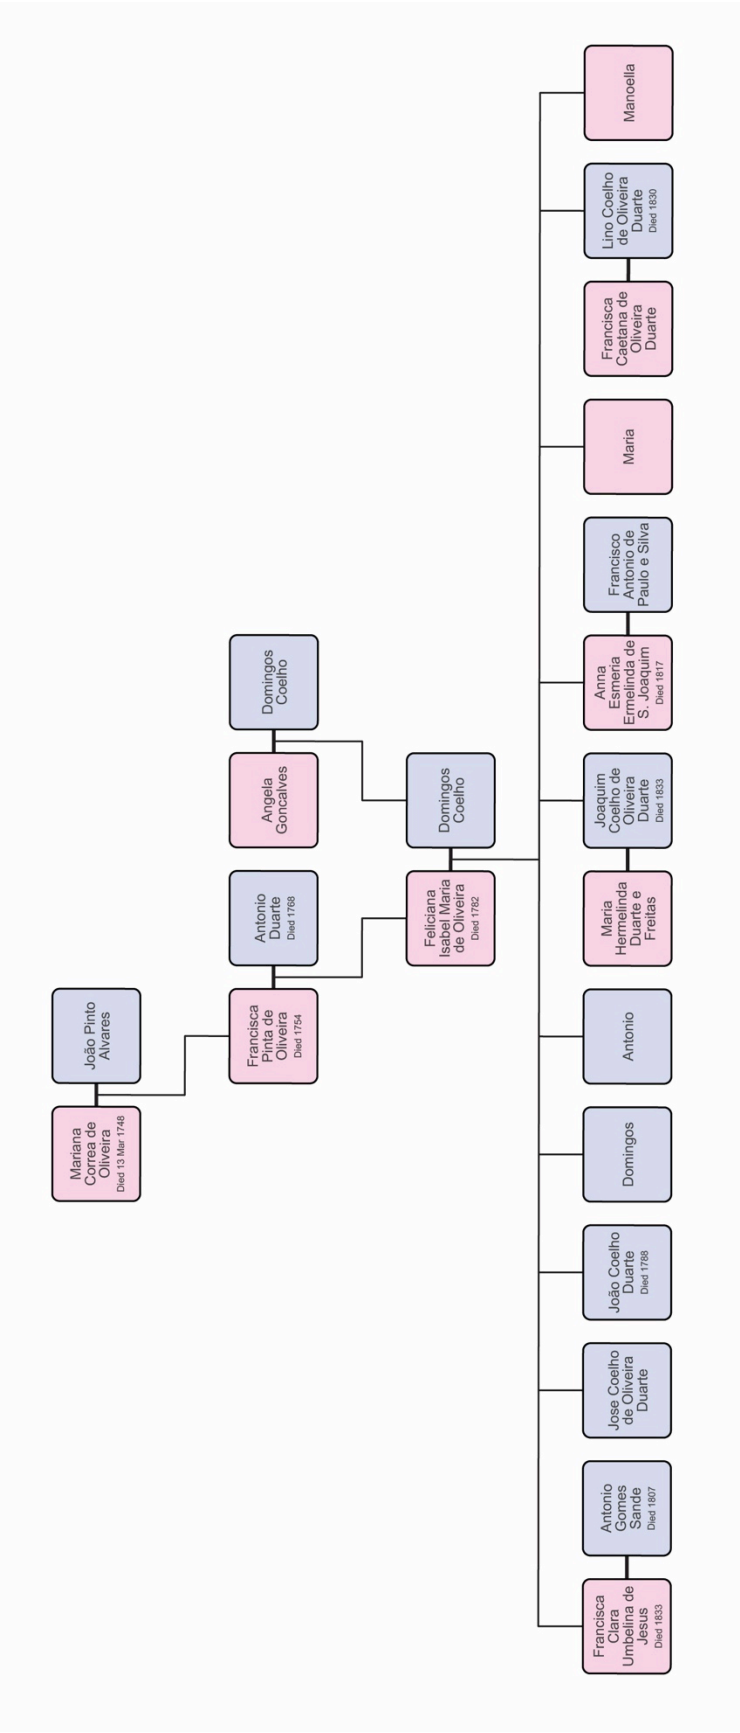 Mariana
Correa de
Oliveira
Died 13 Mar 1748
João Pinto
Alvares
Francisca
Pinta de
Oliveira
Died 1754
Antonio
Duarte
Died 1768
Angela
Goncalves
Domingos
Coelho
Feliciana
Isabel Maria
de Oliveira
Died 1782
Domingos
Coelho
Francisca
Clara
Umbelina de
Jesus
Died 1833
Antonio
Gomes
Sande
Died 1807
Jose Coelho
de Oliveira
Duarte
João Coelho
Duarte
Died 1788
Domingos
Antonio
Maria
Hermelinda
Duarte e
Freitas
Joaquim
Coelho de
Oliveira
Duarte
Died 1833
Anna
Esmeria
Ermelinda de
S. Joaquim
Died 1817
Francisco
Antonio de
Paulo e Silva
Maria
Francisca
Caetana de
Oliveira
Duarte
Lino Coelho
de Oliveira
Duarte
Died 1830
Manoella